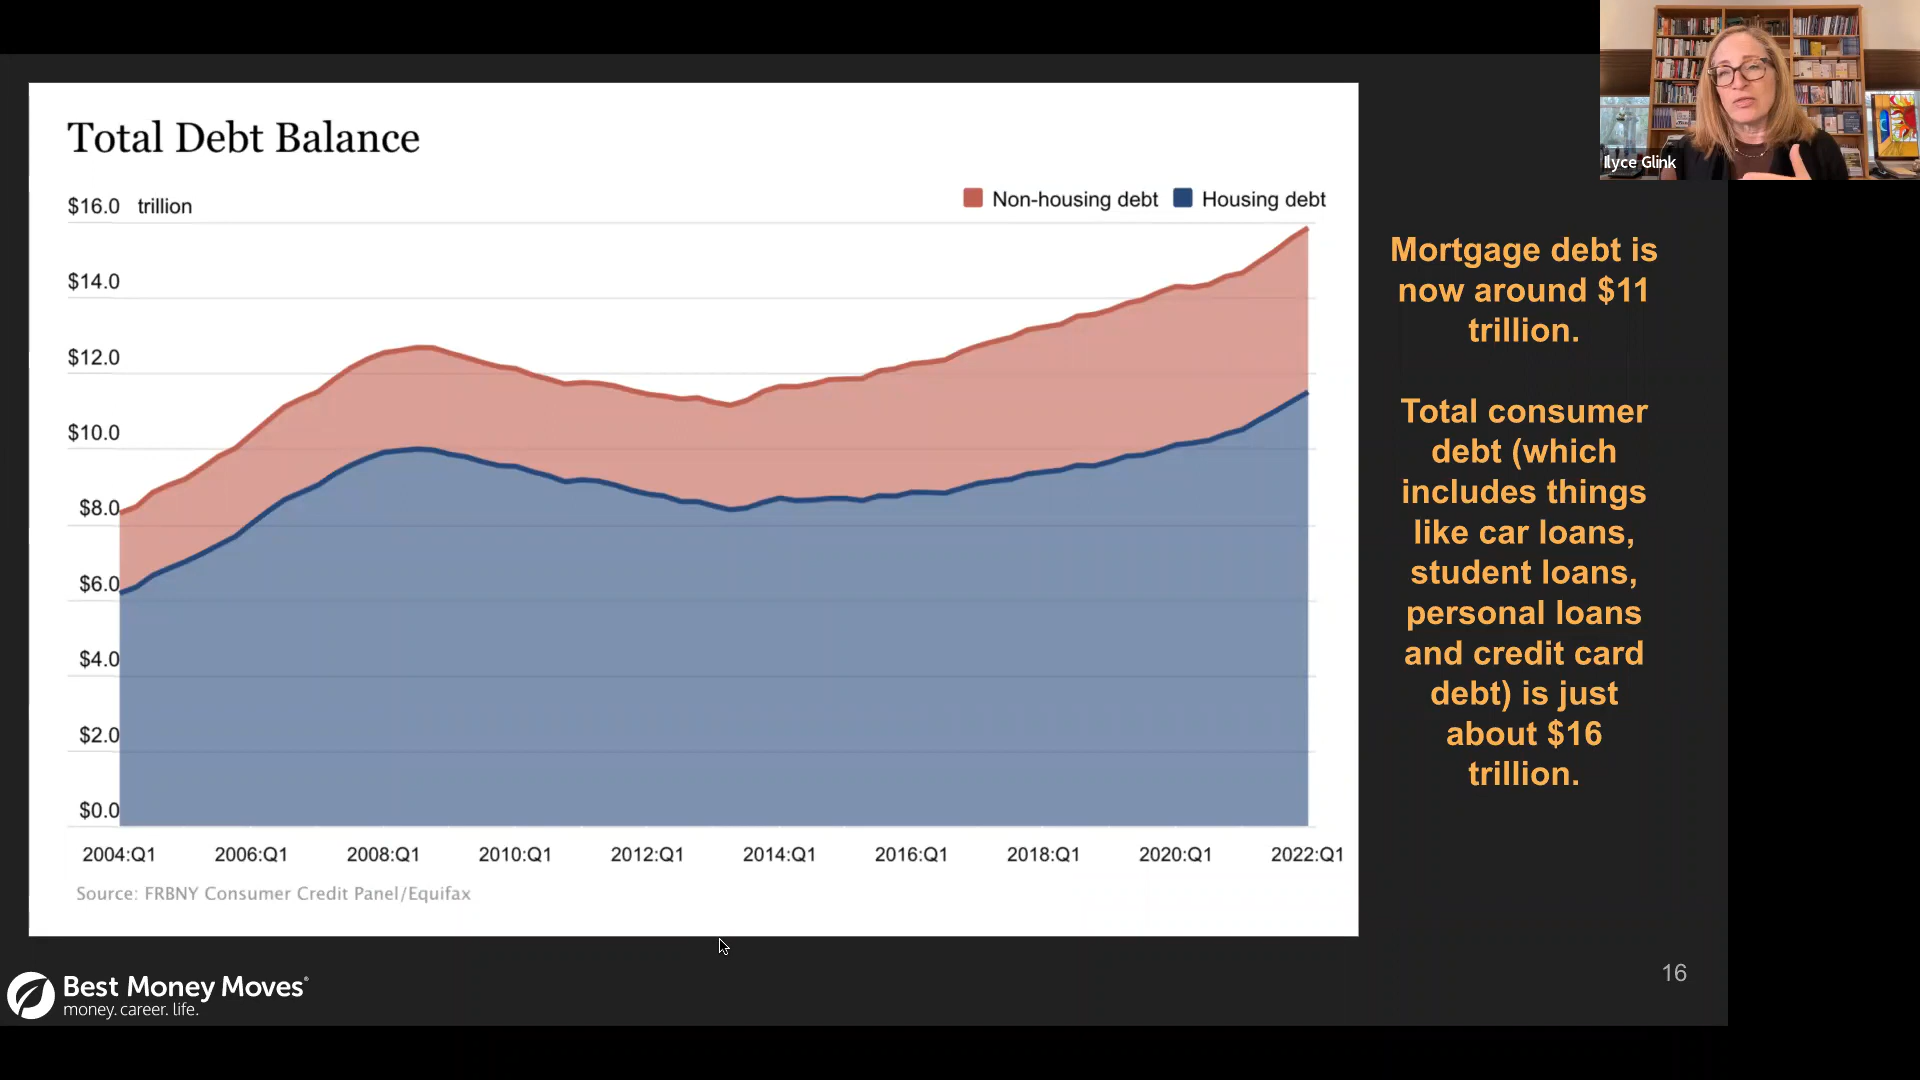 Total Debt Balance
$16.0 trillion
Non-housing debt Housing debt
$14.0
$12.0
$10.0
$8.0
$6.0
$4.0
$2.0
$0.0
2004:Q1 2006:Q1 2008:Q1 2010:Q1 2012:Q1 2014:Q1 2016:Q1 2018:Q1 2020:Q1 2022:Q1
Source: FRBNY Consumer Credit Panel/Equifax
Ilyce Glink
Mortgage debt is
now around $11
trillion.
Total consumer
debt (which
includes things
like car loans,
student loans,
personal loans
and credit card
debt) is just
about $16
trillion.
Best Money Moves®
money. career. life.
16